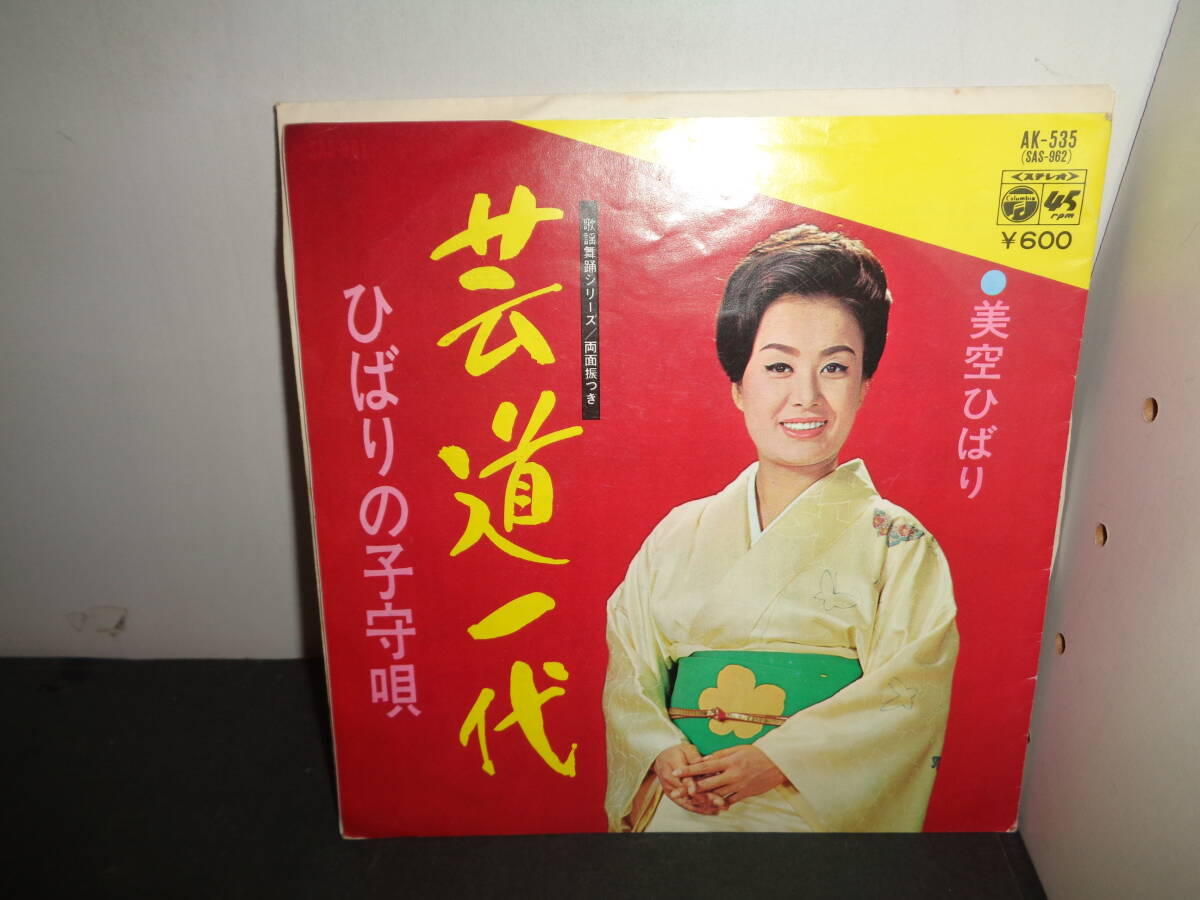 AK-535
(SAS-962)
<ステレオ>
Columbia
45
rpm
¥600
●美空ひばり
歌謡舞踊シリーズ/両面振つき
芸道一代
ひばりの子守唄